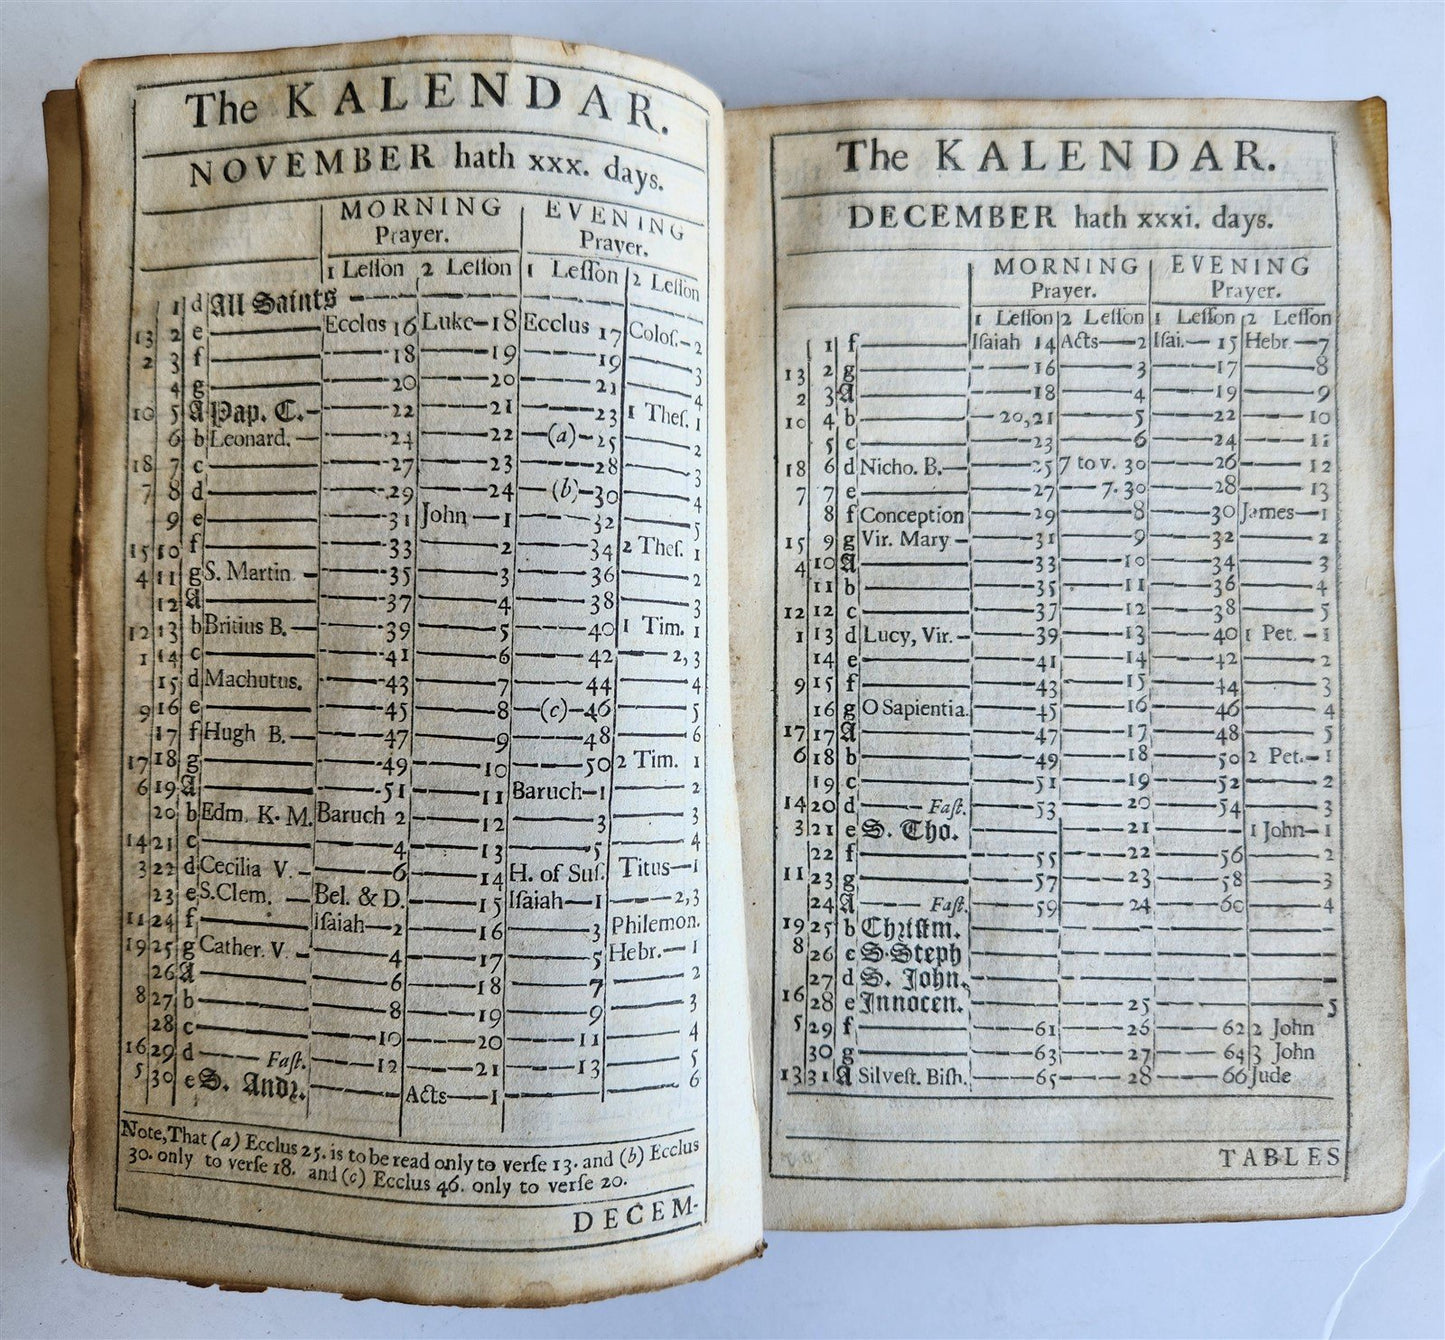 The KALENDAR.
NOVEMBER hath xxx. days.
MORNING Prayer. EVENING Prayer.
1 Leſſon 2 Leſſon 1 Leſſon 2 Leſſon
1 d All Saints
13 2 e Ecclus 16 Luke 18 Ecclus 17 Coloſ. 2
2 3 f 18 19 19 3
4 g 20 20 21 4
10 5 A Pap. C. 22 21 23 1 Theſ. 1
6 b Leonard. 24 22 (a) 25 2
18 7 c 27 23 28 3
7 8 d 29 24 (b) 30 4
9 e 31 John 1 32 5
15 10 f 33 2 34 2 Theſ. 1
4 11 g S. Martin 35 3 36 2
12 A 37 4 38 3
12 13 b Britius B. 39 5 40 1 Tim. 1
1 14 c 41 6 42 2,3
15 d Machutus. 43 7 44 4
9 16 e 45 8 (c) 46 5
17 f Hugh B. 47 9 48 6
17 18 g 49 10 50 2 Tim. 1
6 19 A 51 11 Baruch 1 2
20 b Edm. K. M. Baruch 2 12 3 3
14 21 c 4 13 5 4
3 22 d Cecilia V. 6 14 H. of Suſ. Titus 1
23 e S. Clem. Bel. & D. 15 Iſaiah 1 2,3
11 24 f iſaiah 2 16 3 Philemon.
19 25 g Cather. V. 4 17 5 Hebr. 1
26 A 6 18 7 2
8 27 b 8 19 9 3
28 c 10 20 11 4
16 29 d Faſt. 12 21 13 5
5 30 e S. Andr. Acts 1 6
Note, That (a) Ecclus 25. is to be read only to verſe 13. and (b) Ecclus
30. only to verſe 18. and (c) Ecclus 46. only to verſe 20.
DECEM-
The KALENDAR.
DECEMBER hath xxxi. days.
MORNING Prayer. EVENING Prayer.
1 Leſſon 2 Leſſon 1 Leſſon 2 Leſſon
1 f Iſaiah 14 Acts 2 Iſai. 15 Hebr. 7
13 2 g 16 3 17 8
2 3 A 18 4 19 9
10 4 b 20,21 5 22 10
5 c 23 6 24 11
18 6 d Nicho. B. 25 7 to v. 30 26 12
7 7 e 27 7.30 28 13
8 f Conception 29 8 30 James 1
15 9 g Vir. Mary 31 9 32 2
4 10 A 33 10 34 3
11 b 35 11 36 4
12 12 c 37 12 38 5
1 13 d Lucy, Vir. 39 13 40 1 Pet. 1
14 e 41 14 42 2
9 15 f 43 15 44 3
16 g O Sapientia. 45 16 46 4
17 17 A 47 17 48 5
6 18 b 49 18 50 2 Pet. 1
19 c 51 19 52 2
14 20 d Faſt. 53 20 54 3
3 21 e S. Tho. 21 1 John 1
22 f 55 22 56 2
11 23 g 57 23 58 3
24 A Faſt. 59 24 60 4
19 25 b Chriſtm.
8 26 c S. Steph
27 d S. John.
16 28 e Innocen. 25 5
5 29 f 61 26 62 2 John
30 g 63 27 64 3 John
13 31 A Silveſt. Biſh. 65 28 66 Jude
TABLES